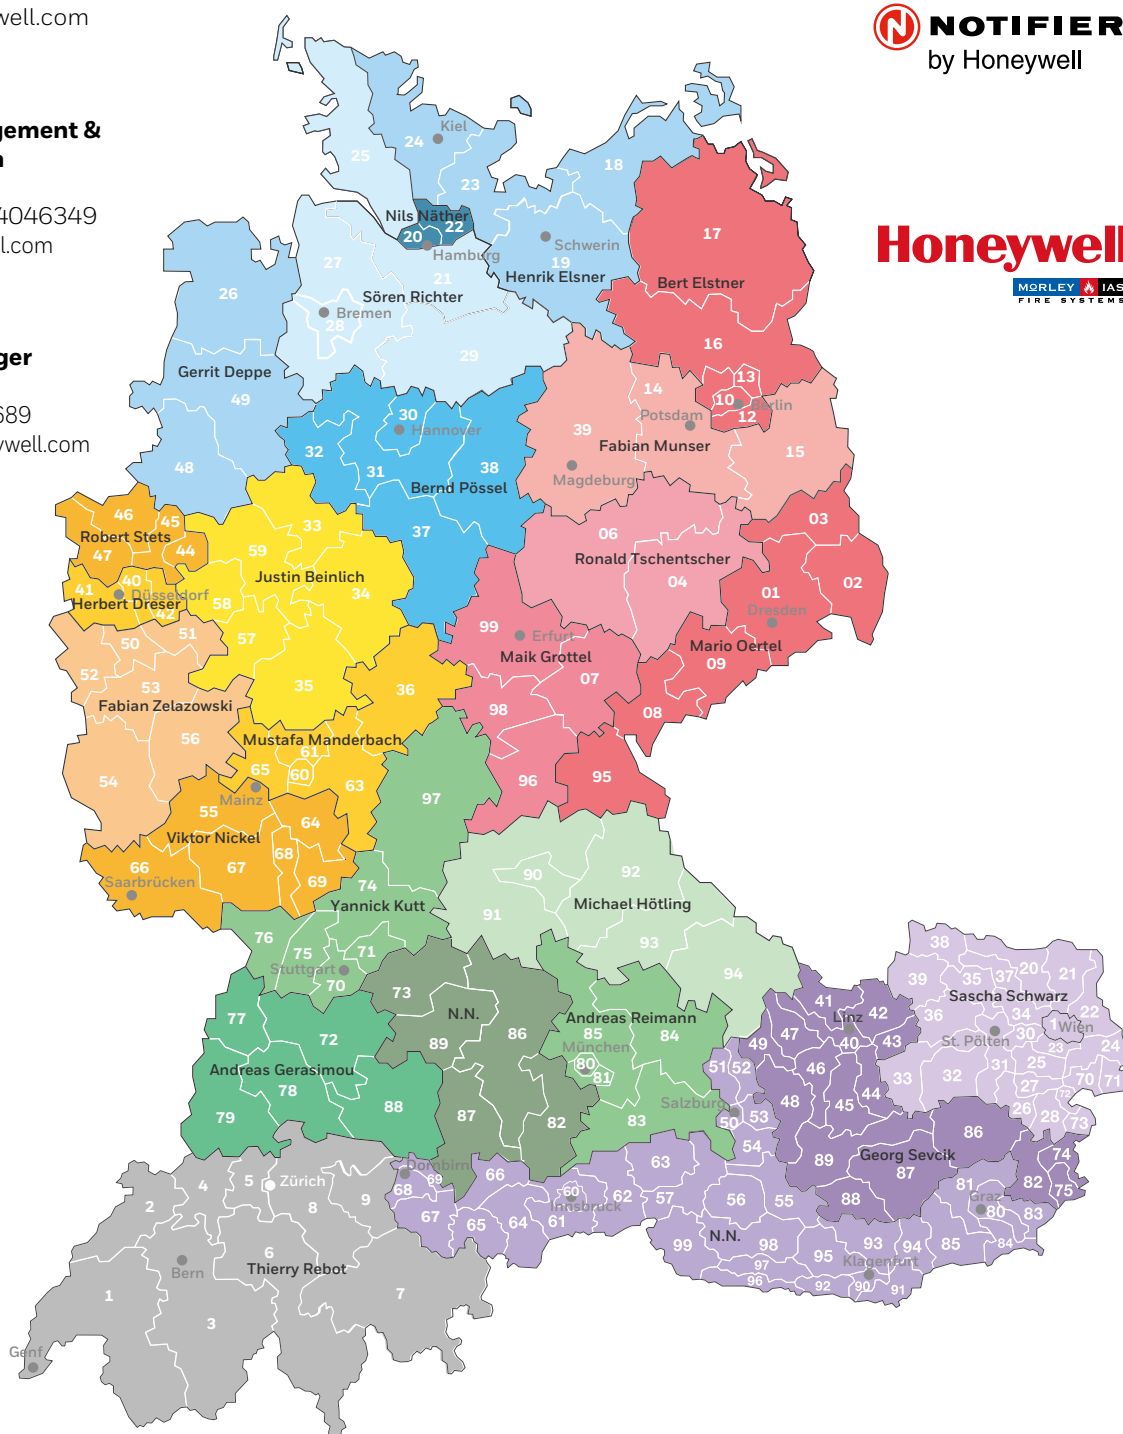 well.com
NOTIFIER
by Honeywell
gement &
n
4046349
l.com
Honeywell
MORLEY IAS
FIRE SYSTEMS
ger
689
ywell.com
Kiel
24
25
23
18
Nils Näther
20
22
Hamburg
17
Schwerin
19
Henrik Elsner
27
21
Bert Elstner
26
Sören Richter
Bremen
28
16
29
Gerrit Deppe
13
49
14
10
Berlin
12
30
Potsdam
Hannover
39
Fabian Munser
32
15
48
31
38
Magdeburg
Bernd Pössel
46
45
33
37
06
03
Robert Stets
47
44
59
Ronald Tschentscher
04
02
40
41
Düsseldorf
Justin Beinlich
34
01
Herbert Dreser
42
58
Dresden
50
51
57
99
Erfurt
Mario Oertel
Maik Grottel
09
52
53
35
36
07
Fabian Zelazowski
98
08
56
Mustafa Manderbach
61
65
60
63
54
96
95
Mainz
97
55
64
Viktor Nickel
66
67
68
69
Saarbrücken
74
90
92
Yannick Kutt
91
Michael Hötling
76
75
71
93
Stuttgart
70
94
73
77
N.N.
Andreas Reimann
72
89
86
85
84
München
80
81
Andreas Gerasimou
78
79
88
87
82
83
38
39
35
37
20
21
Sascha Schwarz
41
42
36
34
22
Linz
St. Pölten
30
1
Wien
47
49
40
43
23
24
51
52
46
33
32
31
25
70
71
27
72
48
45
44
26
28
73
Salzburg
50
53
54
86
Georg Sevcik
74
89
87
82
75
88
81
Graz
80
83
Dornbirn
69
68
66
63
60
62
57
56
55
Innsbruck
67
65
64
61
N.N.
99
98
95
93
94
85
84
97
Klagenfurt
96
92
90
91
4
5
Zürich
2
8
9
6
Bern
Thierry Rebot
1
3
7
Genf